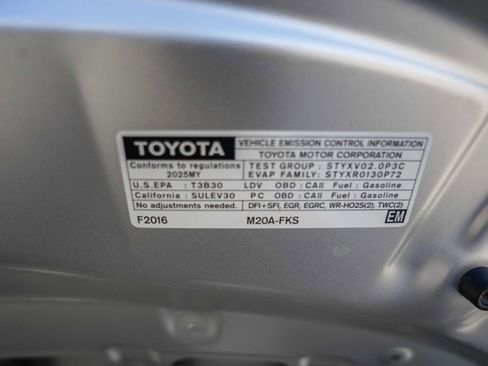 TOYOTA
VEHICLE EMISSION CONTROL INFORMATION
TOYOTA MOTOR CORPORATION
Conforms to regulations
2025MY
TEST GROUP : STYXV02.0P3C
EVAP FAMILY: STYXR0130P72
U.S.EPA : T3B30 LDV OBD : CAII Fuel : Gasoline
California : SULEV30 PC OBD : CAII Fuel : Gasoline
No adjustments needed. DFI+SFI, EGR, EGRC, WR-HO2S(2), TWC(2)
F2016 M20A-FKS EM